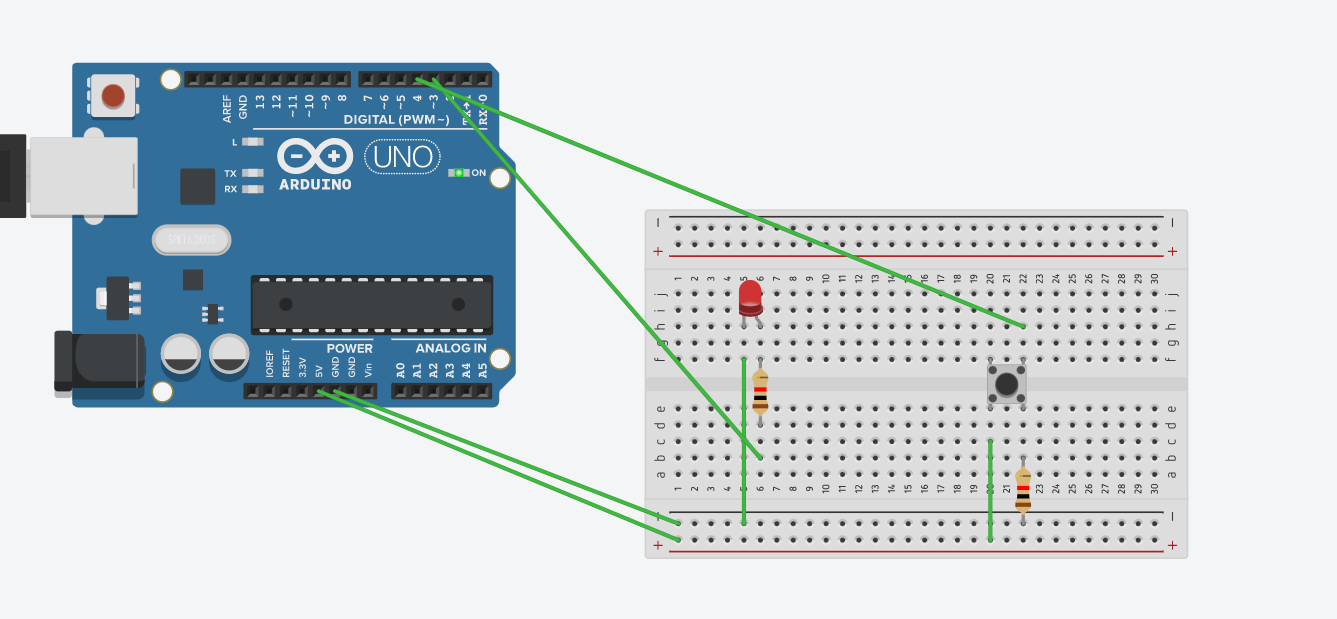 AREF
GND
13
12
~11
~10
~9
8
7
~6
~5
4
~3
2
TX→1
RX←0
DIGITAL (PWM~)
L
UNO
TX
RX
ARDUINO
ON
SPK16.000G
POWER
ANALOG IN
IOREF
RESET
3.3V
5V
GND
GND
Vin
A0
A1
A2
A3
A4
A5
− −
+ +
1 2 3 4 5 6 7 8 9 10 11 12 13 14 15 16 17 18 19 20 21 22 23 24 25 26 27 28 29 30
j j
i i
h h
g g
f f
e e
d d
c c
b b
a a
1 2 3 4 5 6 7 8 9 10 11 12 13 14 15 16 17 18 19 20 21 22 23 24 25 26 27 28 29 30
− −
+ +